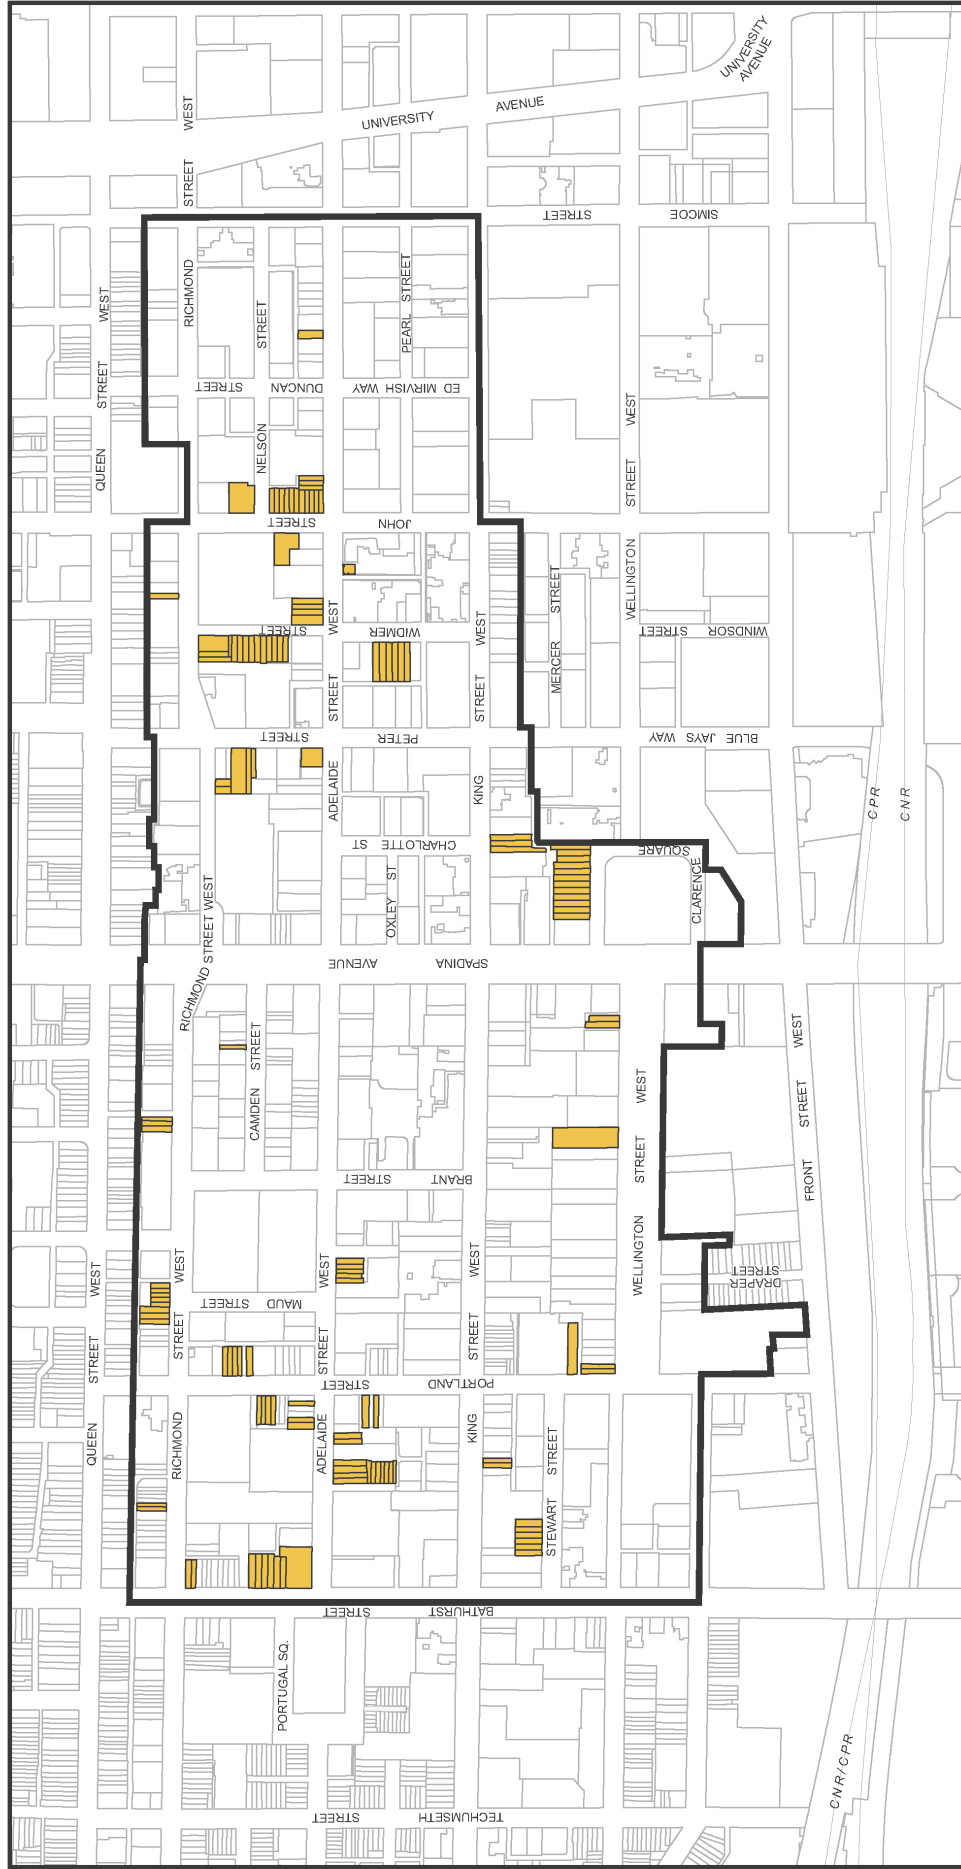 UNIVERSITY
AVENUE
WEST
AVENUE
UNIVERSITY
STREET
STREET
SIMCOE
RICHMOND
STREET
PEARL
WEST
STREET
STREET
STREET
DUNCAN
ED MIRVISH WAY
WEST
QUEEN
NELSON
STREET
STREET
JOHN
WELLINGTON
STREET
MERCER
WEST
STREET
WIDMER
WEST
STREET
WINDSOR
STREET
STREET
STREET
PETER
BLUE JAYS WAY
ADELAIDE
KING
CPR
CNR
CHARLOTTE ST
SQUARE
CLARENCE
OXLEY ST
RICHMOND STREET WEST
AVENUE
SPADINA
STREET
CAMDEN
WEST
STREET
WEST
STREET
FRONT
STREET
BRANT
WELLINGTON
WEST
WEST
WEST
WEST
DRAPER
STREET
MAUD STREET
STREET
STREET
STREET
STREET
STREET
PORTLAND
QUEEN
RICHMOND
ADELAIDE
KING
STREET
STEWART
STREET
BATHURST
PORTUGAL SQ.
CNR/CPR
STREET
TECHUMSETH